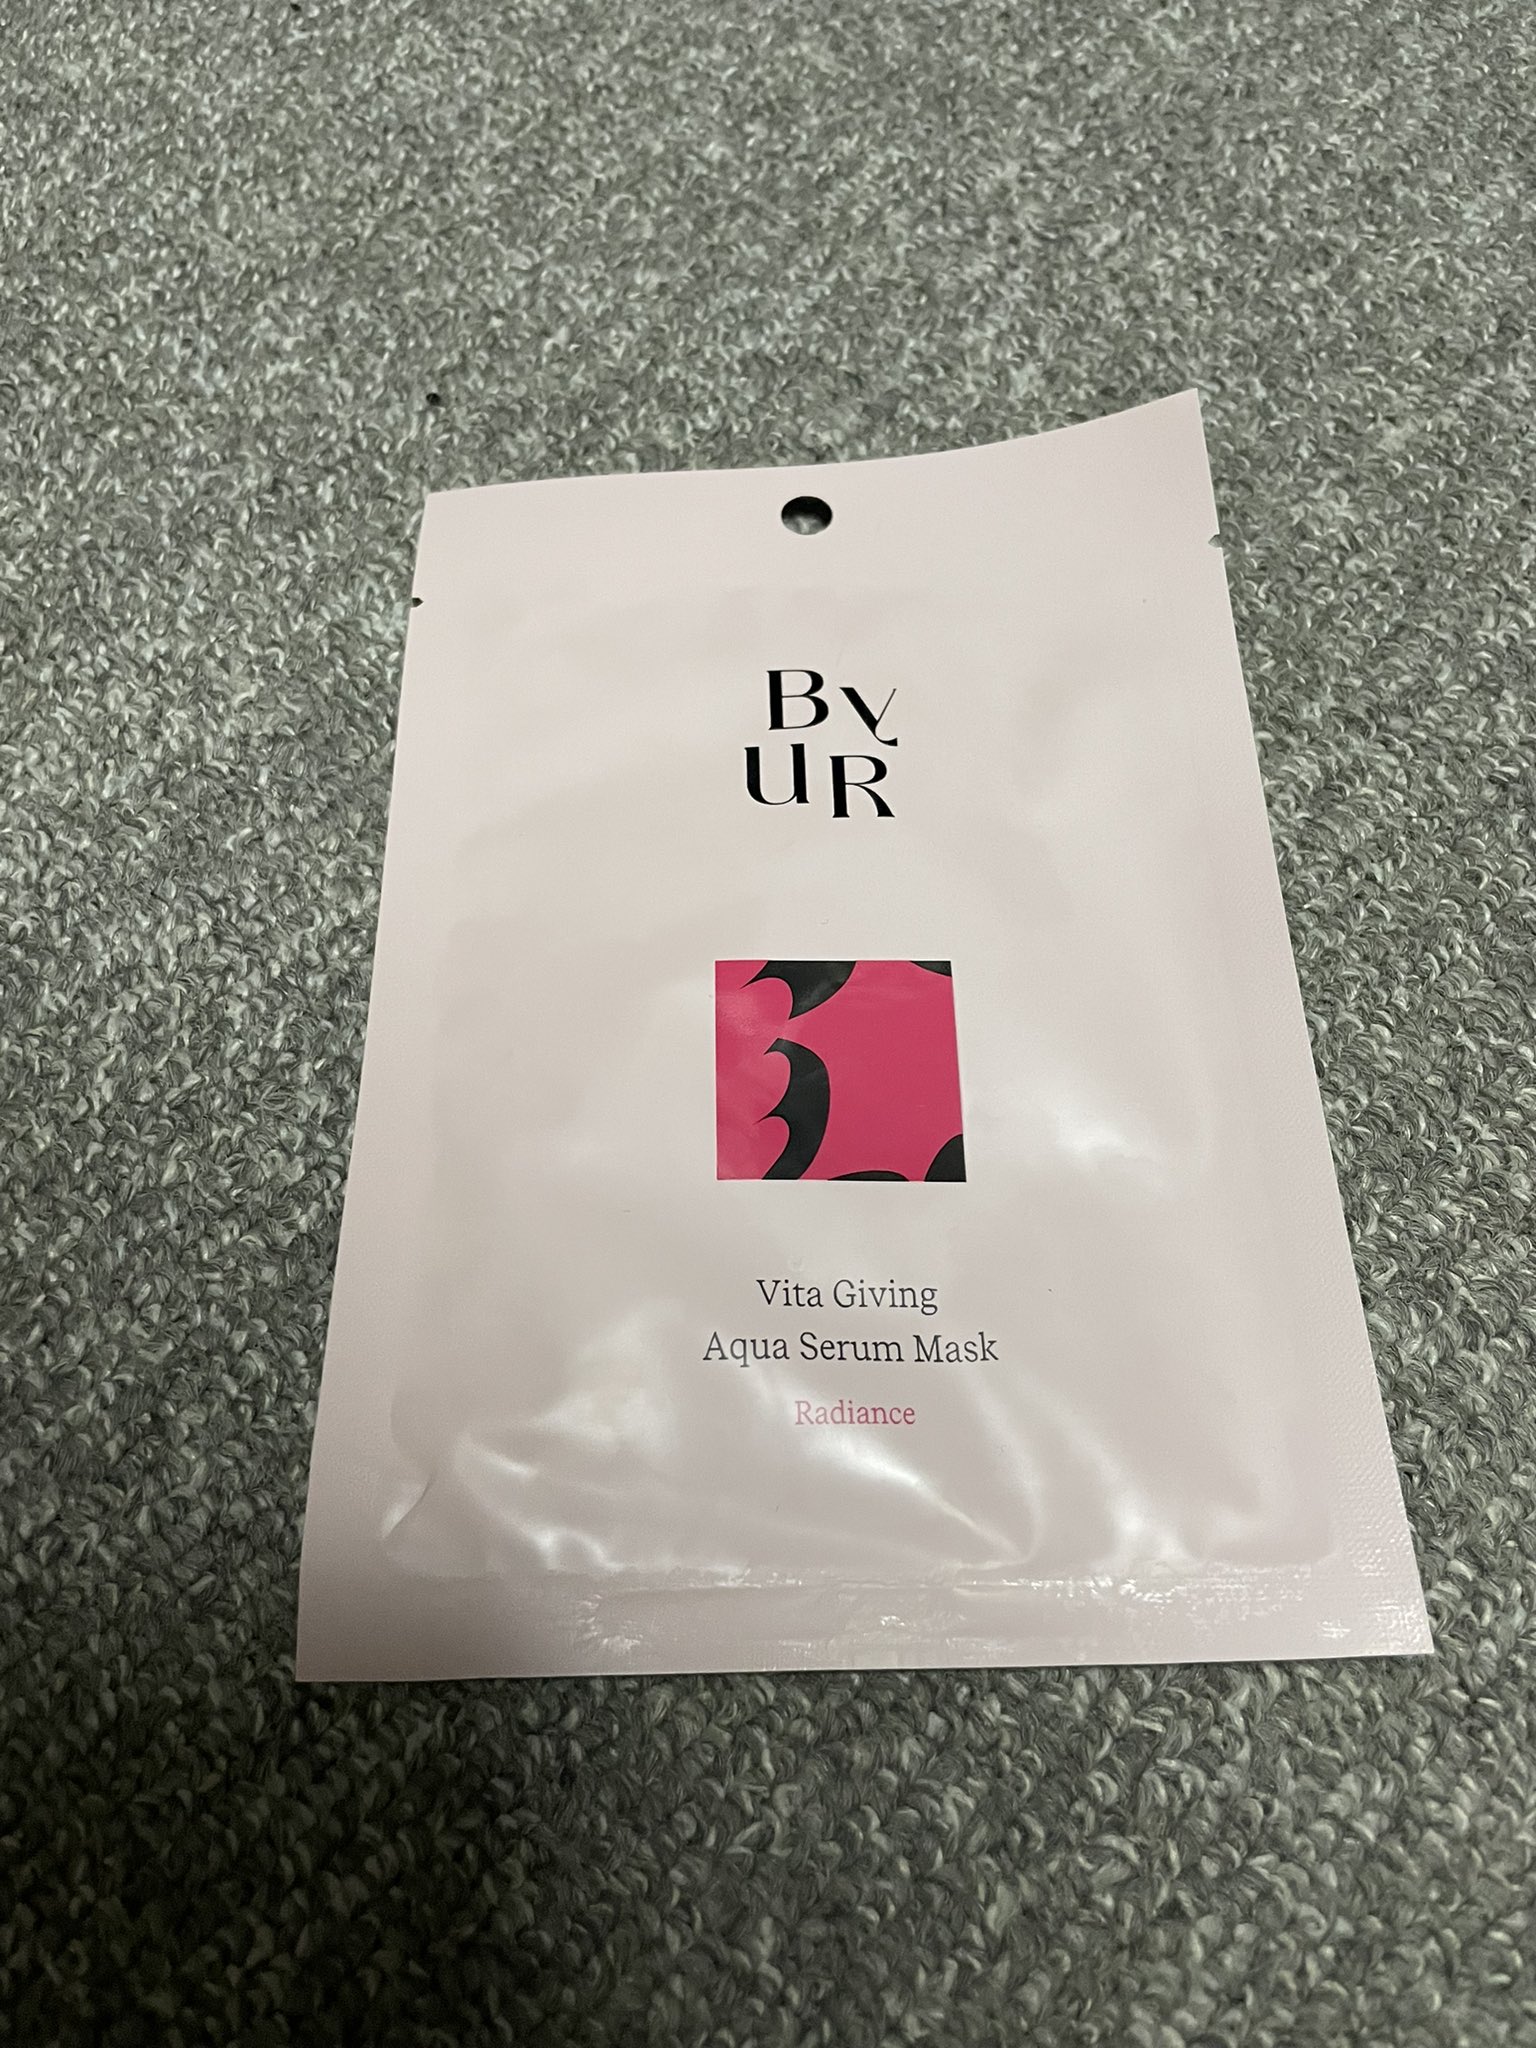 By
UR
Vita Giving
Aqua Serum Mask
Radiance